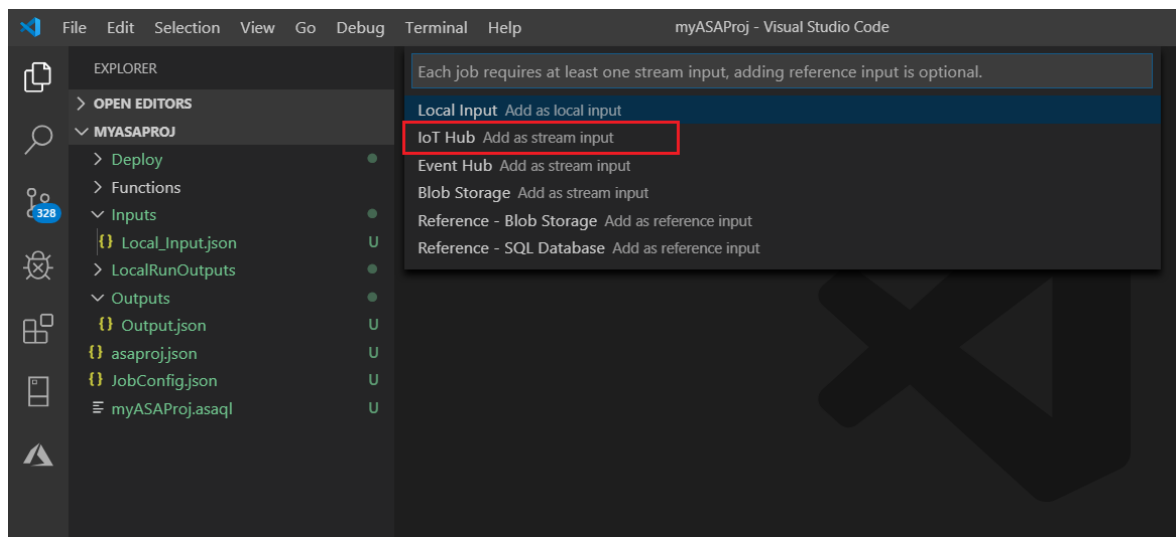 File Edit Selection View Go Debug Terminal Help myASAProj - Visual Studio Code
EXPLORER
OPEN EDITORS
MYASAPROJ
Deploy
Functions
Inputs
{} Local_Input.json U
LocalRunOutputs
Outputs
{} Output.json U
{} asaproj.json U
{} JobConfig.json U
myASAProj.asaql U
328
Each job requires at least one stream input, adding reference input is optional.
Local Input Add as local input
IoT Hub Add as stream input
Event Hub Add as stream input
Blob Storage Add as stream input
Reference - Blob Storage Add as reference input
Reference - SQL Database Add as reference input